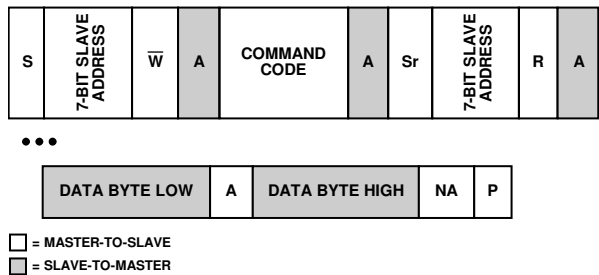 S 7-BIT SLAVE ADDRESS W̅ A COMMAND CODE A Sr 7-BIT SLAVE ADDRESS R A
•••
DATA BYTE LOW A DATA BYTE HIGH NA P
= MASTER-TO-SLAVE
= SLAVE-TO-MASTER